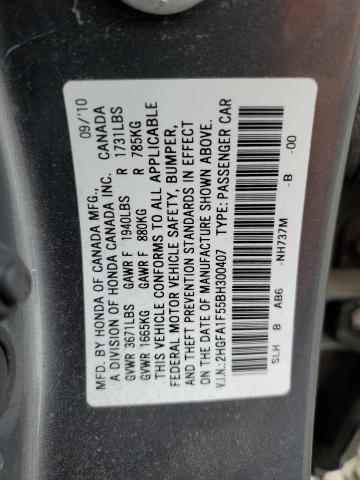 MFD. BY HONDA OF CANADA MFG., 09/'10
A DIVISION OF HONDA CANADA INC. CANADA
GVWR 3671LBS GAWR F 1940LBS R 1731LBS
GVWR 1665KG GAWR F 880KG R 785KG
THIS VEHICLE CONFORMS TO ALL APPLICABLE
FEDERAL MOTOR VEHICLE SAFETY, BUMPER,
AND THEFT PREVENTION STANDARDS IN EFFECT
ON THE DATE OF MANUFACTURE SHOWN ABOVE.
V.I.N.: 2HGFA1F55BH300407 TYPE: PASSENGER CAR
SLH B AB6 -NH737M -B -00